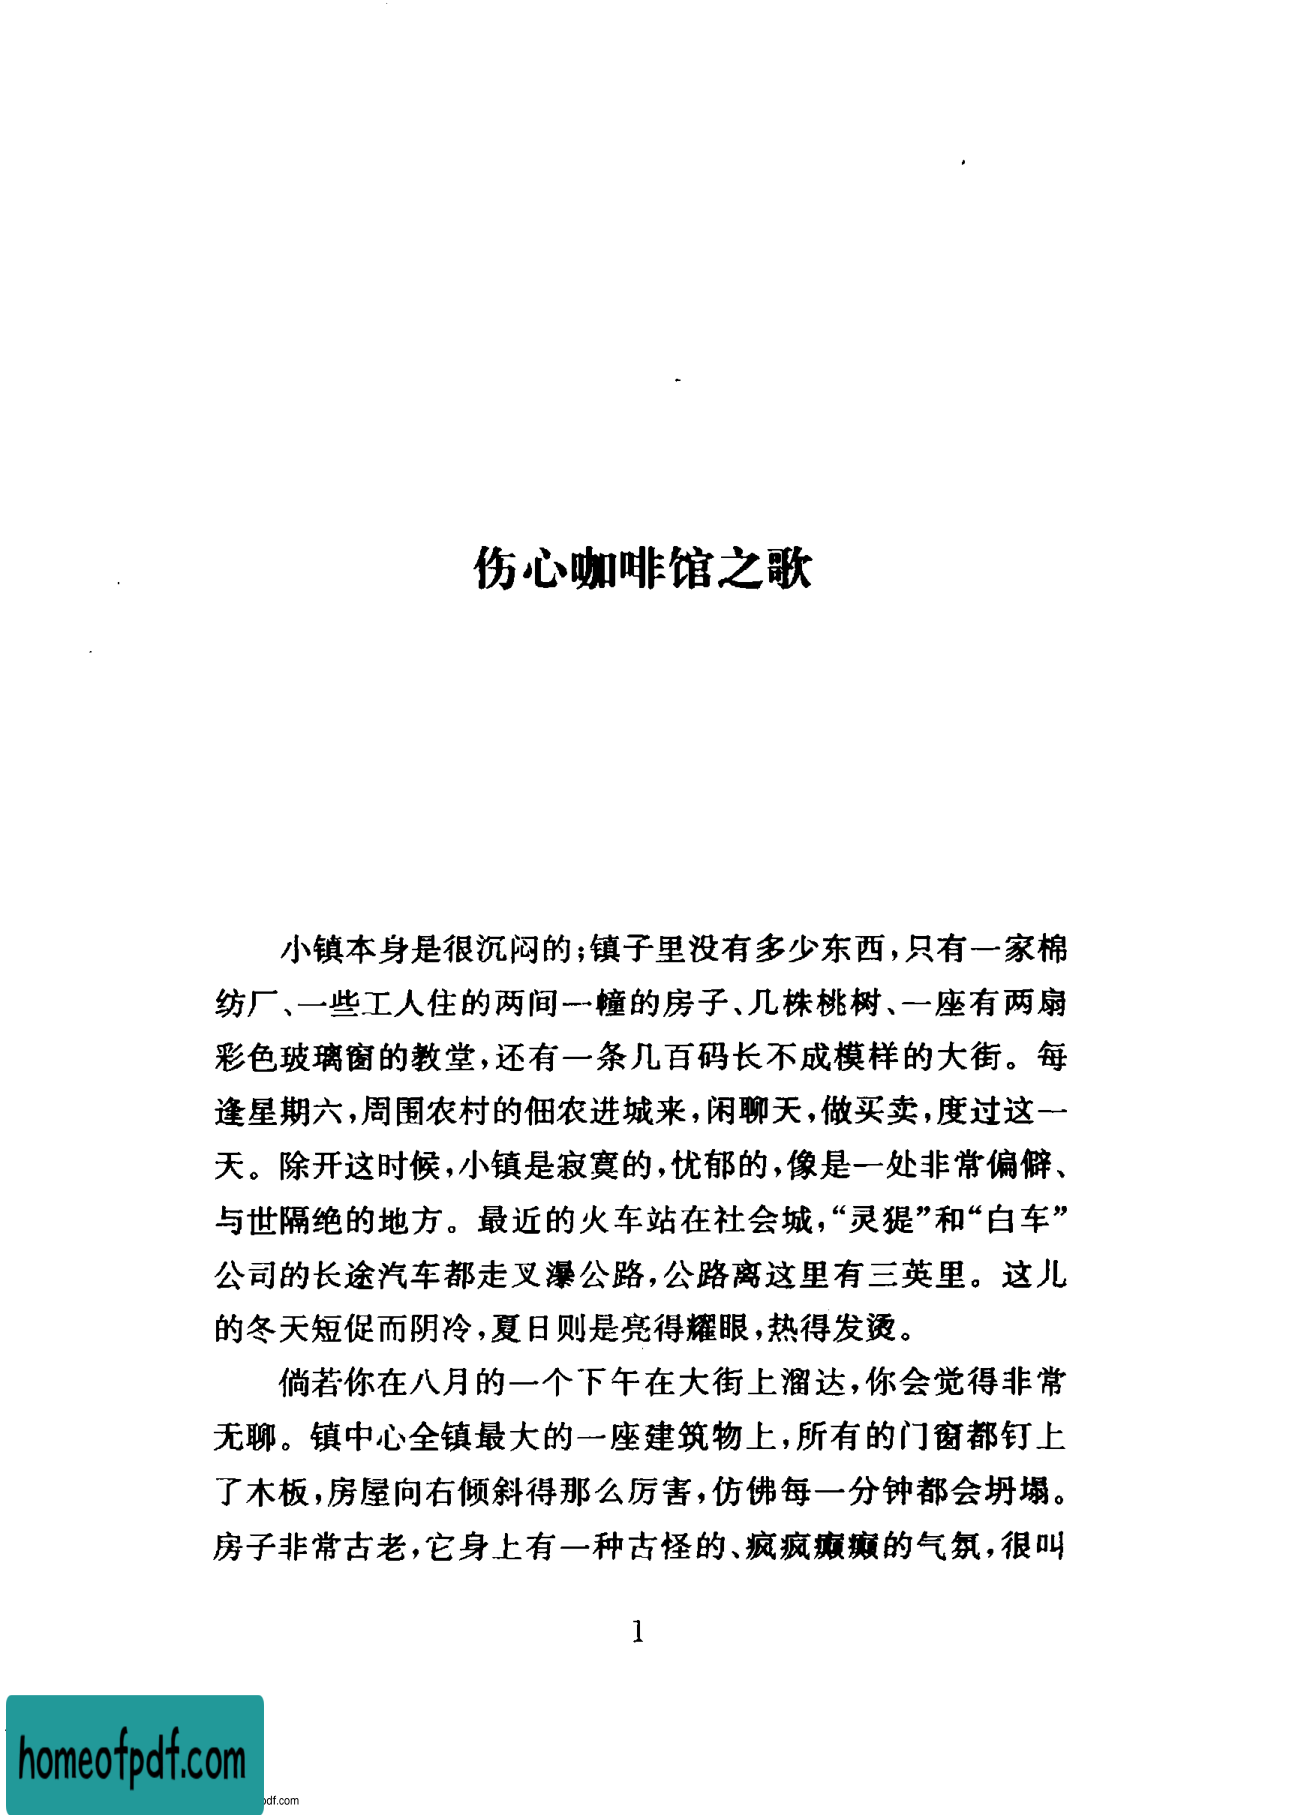 伤心咖啡馆之歌
小镇本身是很沉闷的;镇子里没有多少东西,只有一家棉
纺厂、一些工人住的两间一幢的房子、几株桃树、一座有两扇
彩色玻璃窗的教堂,还有一条几百码长不成模样的大街。每
逢星期六,周围农村的佃农进城来,闲聊天,做买卖,度过这一
天。除开这时候,小镇是寂寞的,忧郁的,像是一处非常偏僻、
与世隔绝的地方。最近的火车站在社会城,“灵𤟥”和“白车”
公司的长途汽车都走叉瀑公路,公路离这里有三英里。这儿
的冬天短促而阴冷,夏日则是亮得耀眼,热得发烫。
倘若你在八月的一个下午在大街上溜达,你会觉得非常
无聊。镇中心全镇最大的一座建筑物上,所有的门窗都钉上
了木板,房屋向右倾斜得那么厉害,仿佛每一分钟都会坍塌。
房子非常古老,它身上有一种古怪的、疯疯癫癫的气氛,很叫
1
homeofpdf.com
pdf.com